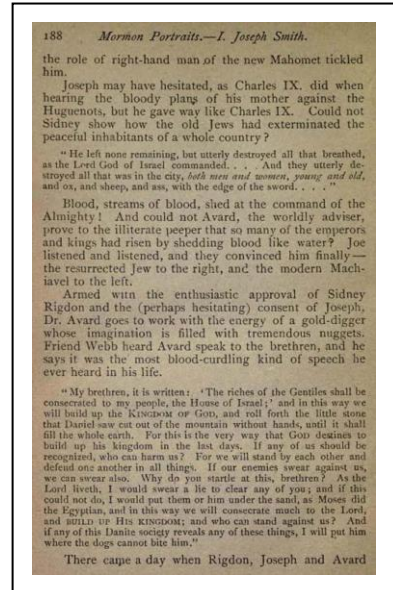 188 Mormon Portraits.—I. Joseph Smith.
the role of right-hand man of the new Mahomet tickled
him.
Joseph may have hesitated, as Charles IX. did when
hearing the bloody plans of his mother against the
Huguenots, but he gave way like Charles IX. Could not
Sidney show how the old Jews had exterminated the
peaceful inhabitants of a whole country?
"He left none remaining, but utterly destroyed all that breathed,
as the Lord God of Israel commanded. . . . And they utterly de-
stroyed all that was in the city, both men and women, young and old,
and ox, and sheep, and ass, with the edge of the sword. . . . "
Blood, streams of blood, shed at the command of the
Almighty! And could not Avard, the worldly adviser,
prove to the illiterate peeper that so many of the emperors
and kings had risen by shedding blood like water? Joe
listened and listened, and they convinced him finally—
the resurrected Jew to the right, and the modern Mach-
iavel to the left.
Armed with the enthusiastic approval of Sidney
Rigdon and the (perhaps hesitating) consent of Joseph,
Dr. Avard goes to work with the energy of a gold-digger
whose imagination is filled with tremendous nuggets.
Friend Webb heard Avard speak to the brethren, and he
says it was the most blood-curdling kind of speech he
ever heard in his life.
"My brethren, it is written: 'The riches of the Gentiles shall be
consecrated to my people, the House of Israel;' and in this way we
will build up the KINGDOM OF GOD, and roll forth the little stone
that Daniel saw cut out of the mountain without hands, until it shall
fill the whole earth. For this is the very way that GOD destines to
build up his kingdom in the last days. If any of us should be
recognized, who can harm us? For we will stand by each other and
defend one another in all things. If our enemies swear against us,
we can swear also. Why do you startle at this, brethren? As the
Lord liveth, I would swear a lie to clear any of you; and if this
could not do, I would put them or him under the sand, as Moses did
the Egyptian, and in this way we will consecrate much to the Lord,
and BUILD UP HIS KINGDOM; and who can stand against us? And
if any of this Danite society reveals any of these things, I will put him
where the dogs cannot bite him."
There came a day when Rigdon, Joseph and Avard